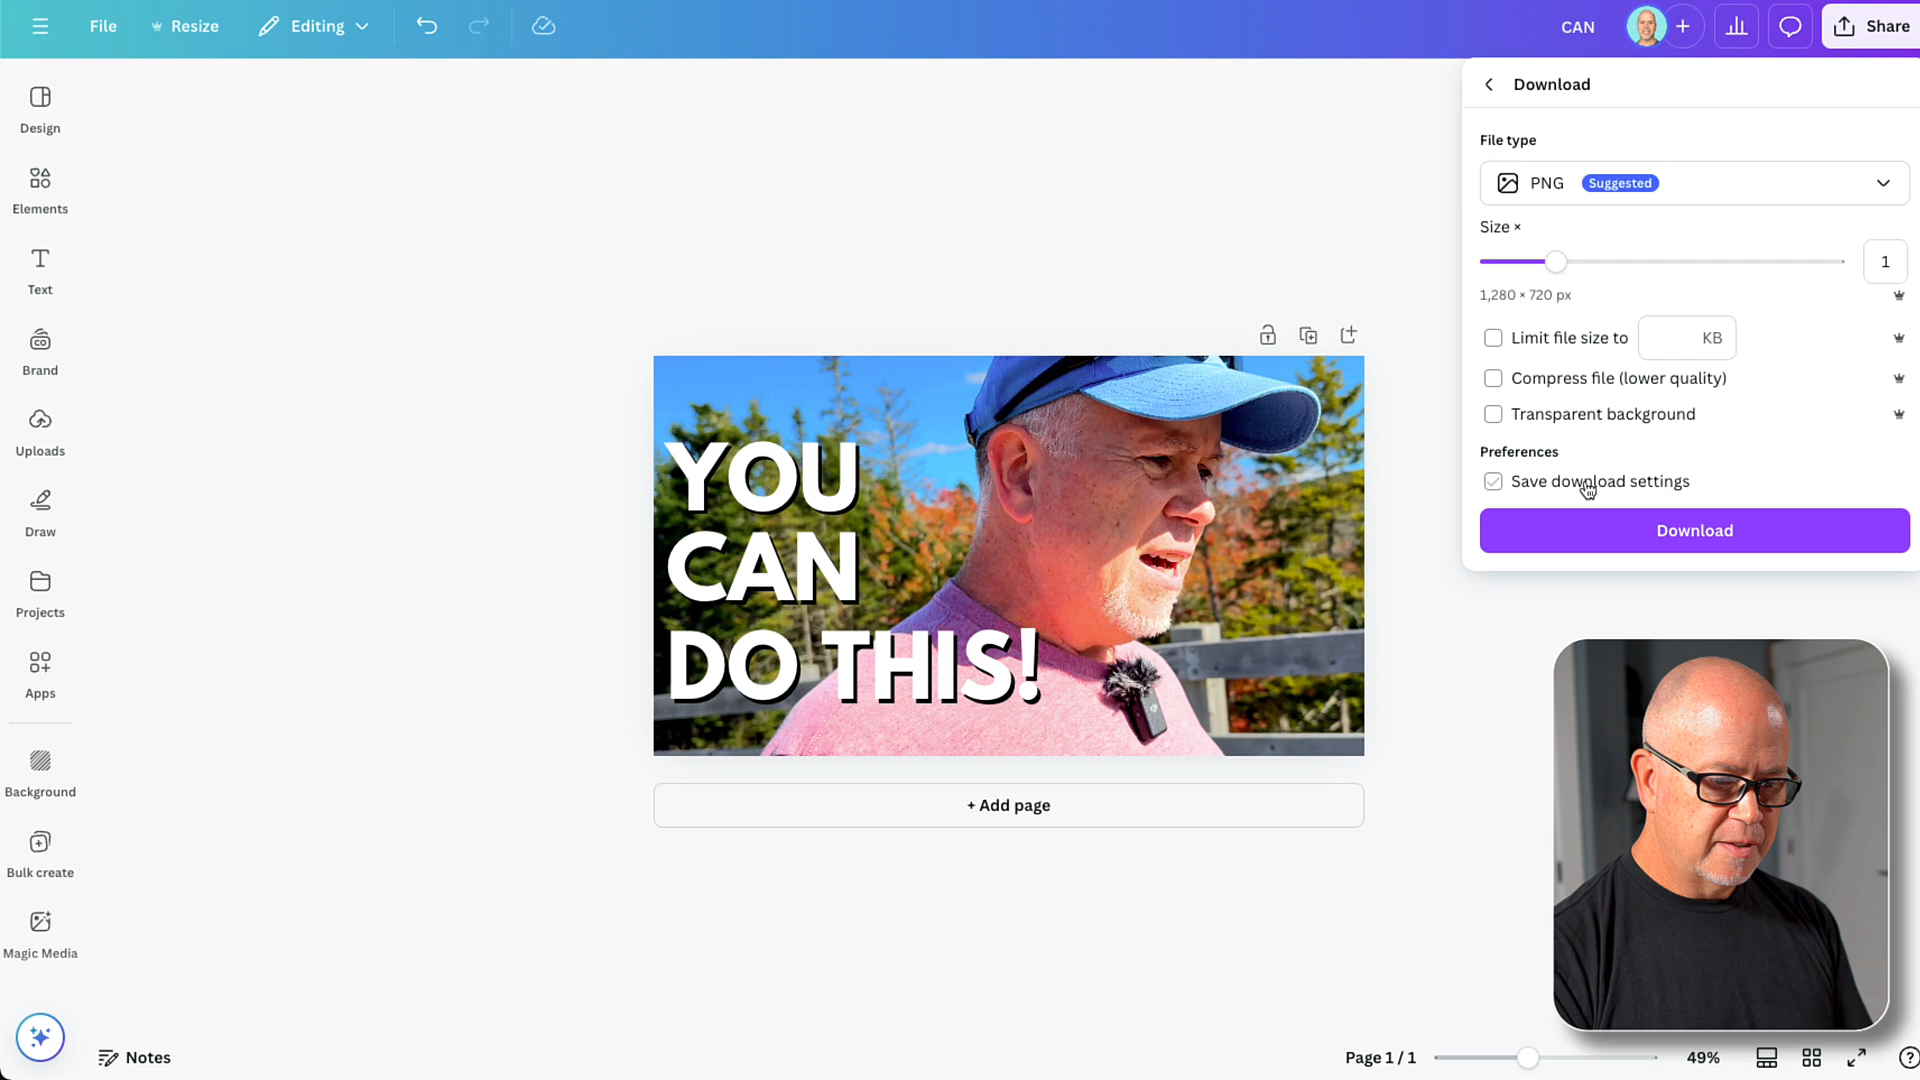 File
Resize
Editing
CAN
Share
Design
Elements
Text
Brand
Uploads
Draw
Projects
Apps
Background
Bulk create
Magic Media
Notes
YOU
CAN
DO THIS!
+ Add page
Download
File type
PNG Suggested
Size ×
1
1,280 × 720 px
Limit file size to KB
Compress file (lower quality)
Transparent background
Preferences
Save download settings
Download
Page 1 / 1
49%